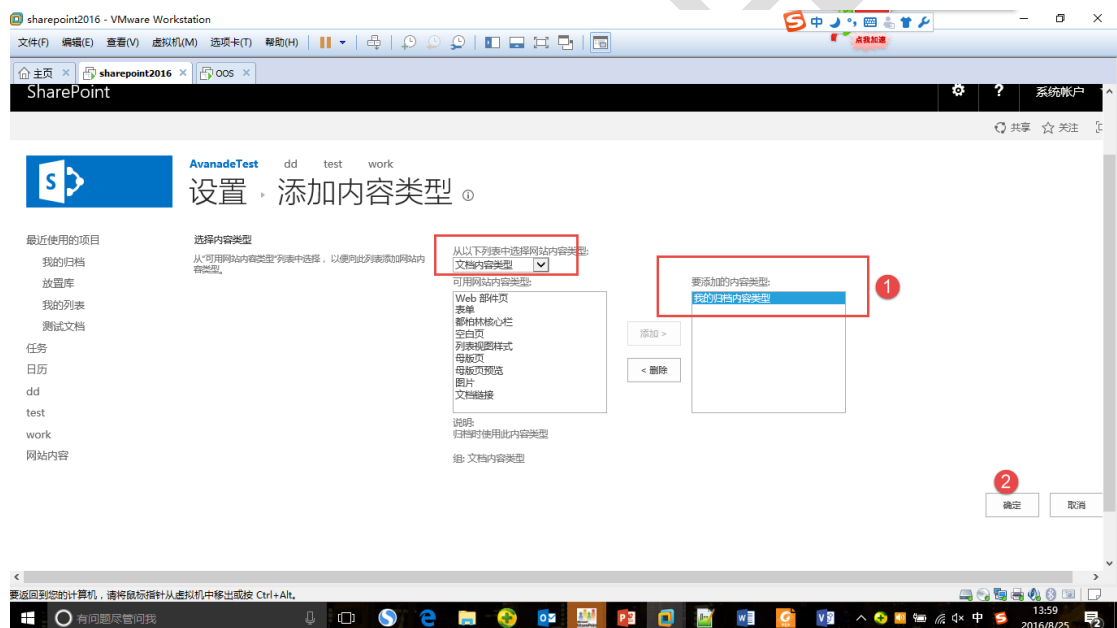 sharepoint2016 - VMware Workstation
中
文件(F) 编辑(E) 查看(V) 虚拟机(M) 选项卡(T) 帮助(H)
点我加速
主页 × sharepoint2016 × OOS ×
SharePoint ? 系统帐户
共享 关注
AvanadeTest dd test work
S 设置 添加内容类型
最近使用的项目
我的归档
放置库
我的列表
测试文档
任务
日历
dd
test
work
网站内容
选择内容类型
从“可用网站内容类型”列表中选择，以便向此列表添加网站内
容类型。
从以下列表中选择网站内容类型:
文档内容类型
可用网站内容类型:
Web 部件页
表单
都柏林核心栏
空白页
列表视图样式
母版页
母版页预览
图片
文档链接
添加 >
< 删除
要添加的内容类型:
我的归档内容类型
1
说明:
归档时使用此内容类型
组: 文档内容类型
2
确定 取消
要返回到您的计算机，请将鼠标指针从虚拟机中移出或按 Ctrl+Alt。
有问题尽管问我
中
13:59
2016/8/25